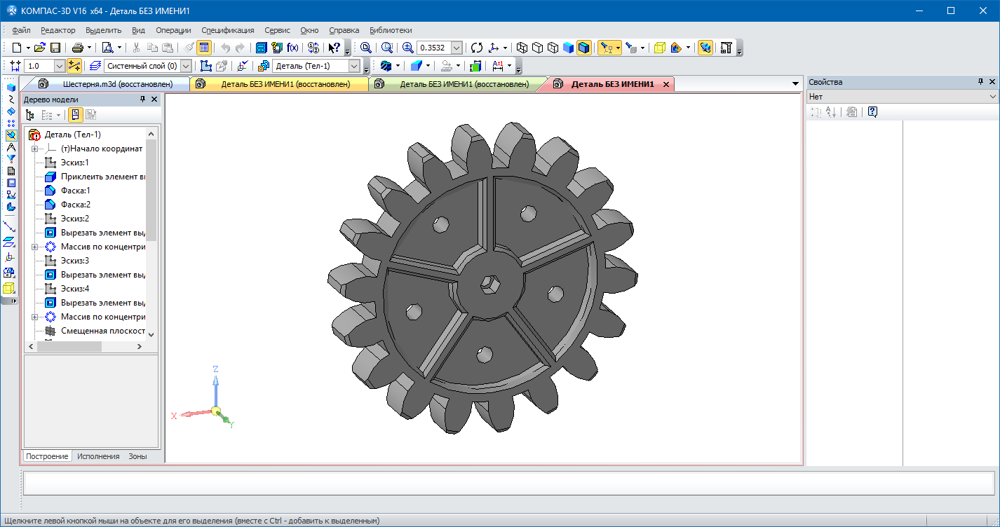 КОМПАС-3D V16 x64 - Деталь БЕЗ ИМЕНИ1
Файл Редактор Выделить Вид Операции Спецификация Сервис Окно Справка Библиотеки
f(x) 0.3532
1.0 Системный слой (0) Деталь (Тел-1)
Шестерня.m3d (восстановлен) Деталь БЕЗ ИМЕНИ1 (восстановлен) Деталь БЕЗ ИМЕНИ1 (восстановлен) Деталь БЕЗ ИМЕНИ1
Дерево модели
Деталь (Тел-1)
(т)Начало координат
Эскиз:1
Приклеить элемент вы
Фаска:1
Фаска:2
Эскиз:2
Вырезать элемент выд
Массив по концентри
Эскиз:3
Вырезать элемент выд
Эскиз:4
Вырезать элемент выд
Массив по концентри
Смещенная плоскост
Построение Исполнения Зоны
Z
X
Y
Свойства
Нет
Щелкните левой кнопкой мыши на объекте для его выделения (вместе с Ctrl - добавить к выделенным)